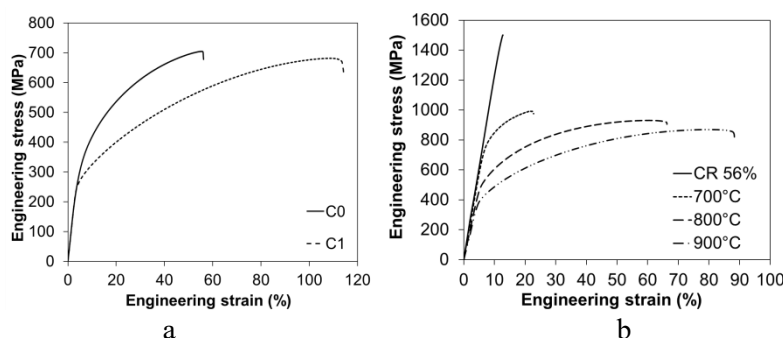 800
700
600
500
400
300
200
100
0
Engineering stress (MPa)
0 20 40 60 80 100 120
Engineering strain (%)
C0
C1
a
1600
1400
1200
1000
800
600
400
200
0
Engineering stress (MPa)
0 10 20 30 40 50 60 70 80 90 100
Engineering strain (%)
CR 56%
700°C
800°C
900°C
b